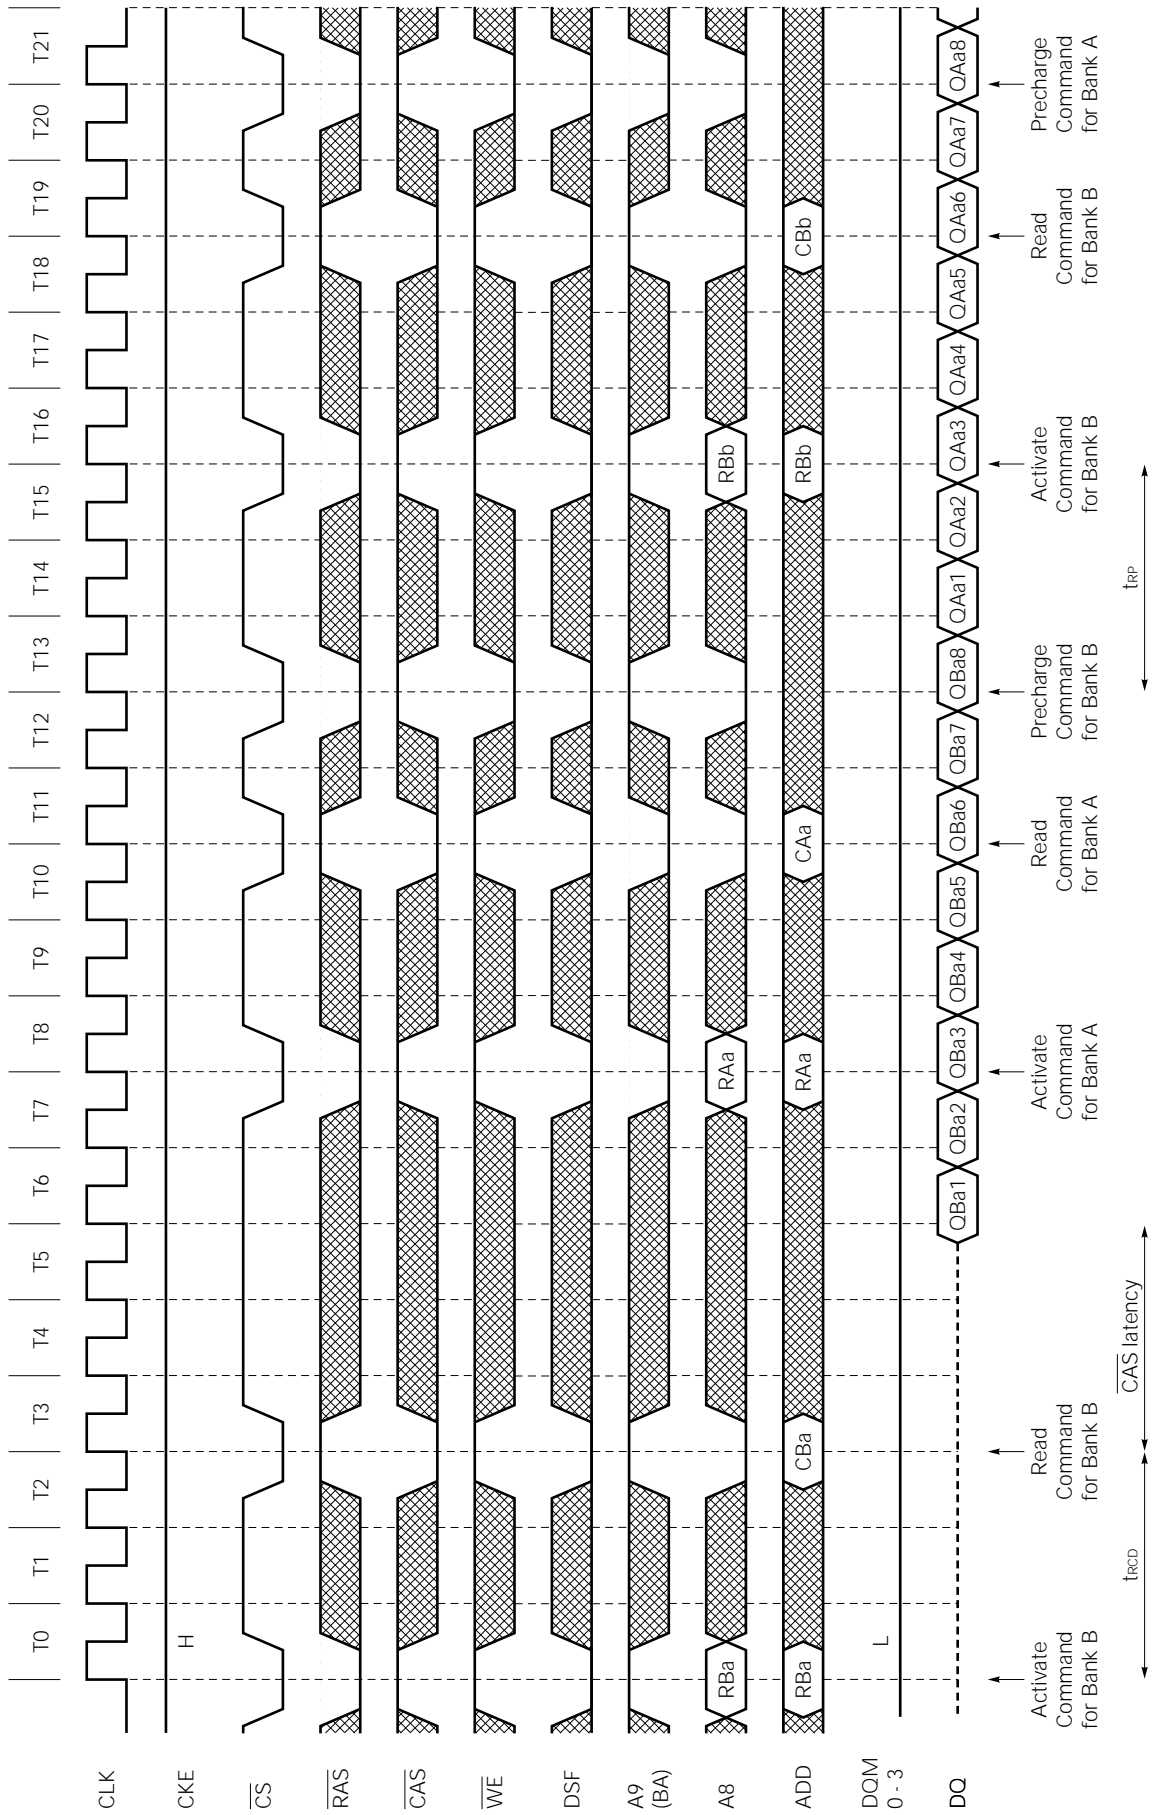 T0 T1 T2 T3 T4 T5 T6 T7 T8 T9 T10 T11 T12 T13 T14 T15 T16 T17 T18 T19 T20 T21
CLK
CKE H
CS
RAS
CAS
WE
DSF
A9
(BA)
A8 RBa RAa RBb
ADD RBa CBa RAa CAa RBb CBb
DQM
0 - 3 L
DQ QBa1 QBa2 QBa3 QBa4 QBa5 QBa6 QBa7 QBa8 QAa1 QAa2 QAa3 QAa4 QAa5 QAa6 QAa7 QAa8
Activate
Command
for Bank B
Read
Command
for Bank B
Activate
Command
for Bank A
Read
Command
for Bank A
Precharge
Command
for Bank B
Activate
Command
for Bank B
Read
Command
for Bank B
Precharge
Command
for Bank A
tRCD
CAS latency
tRP